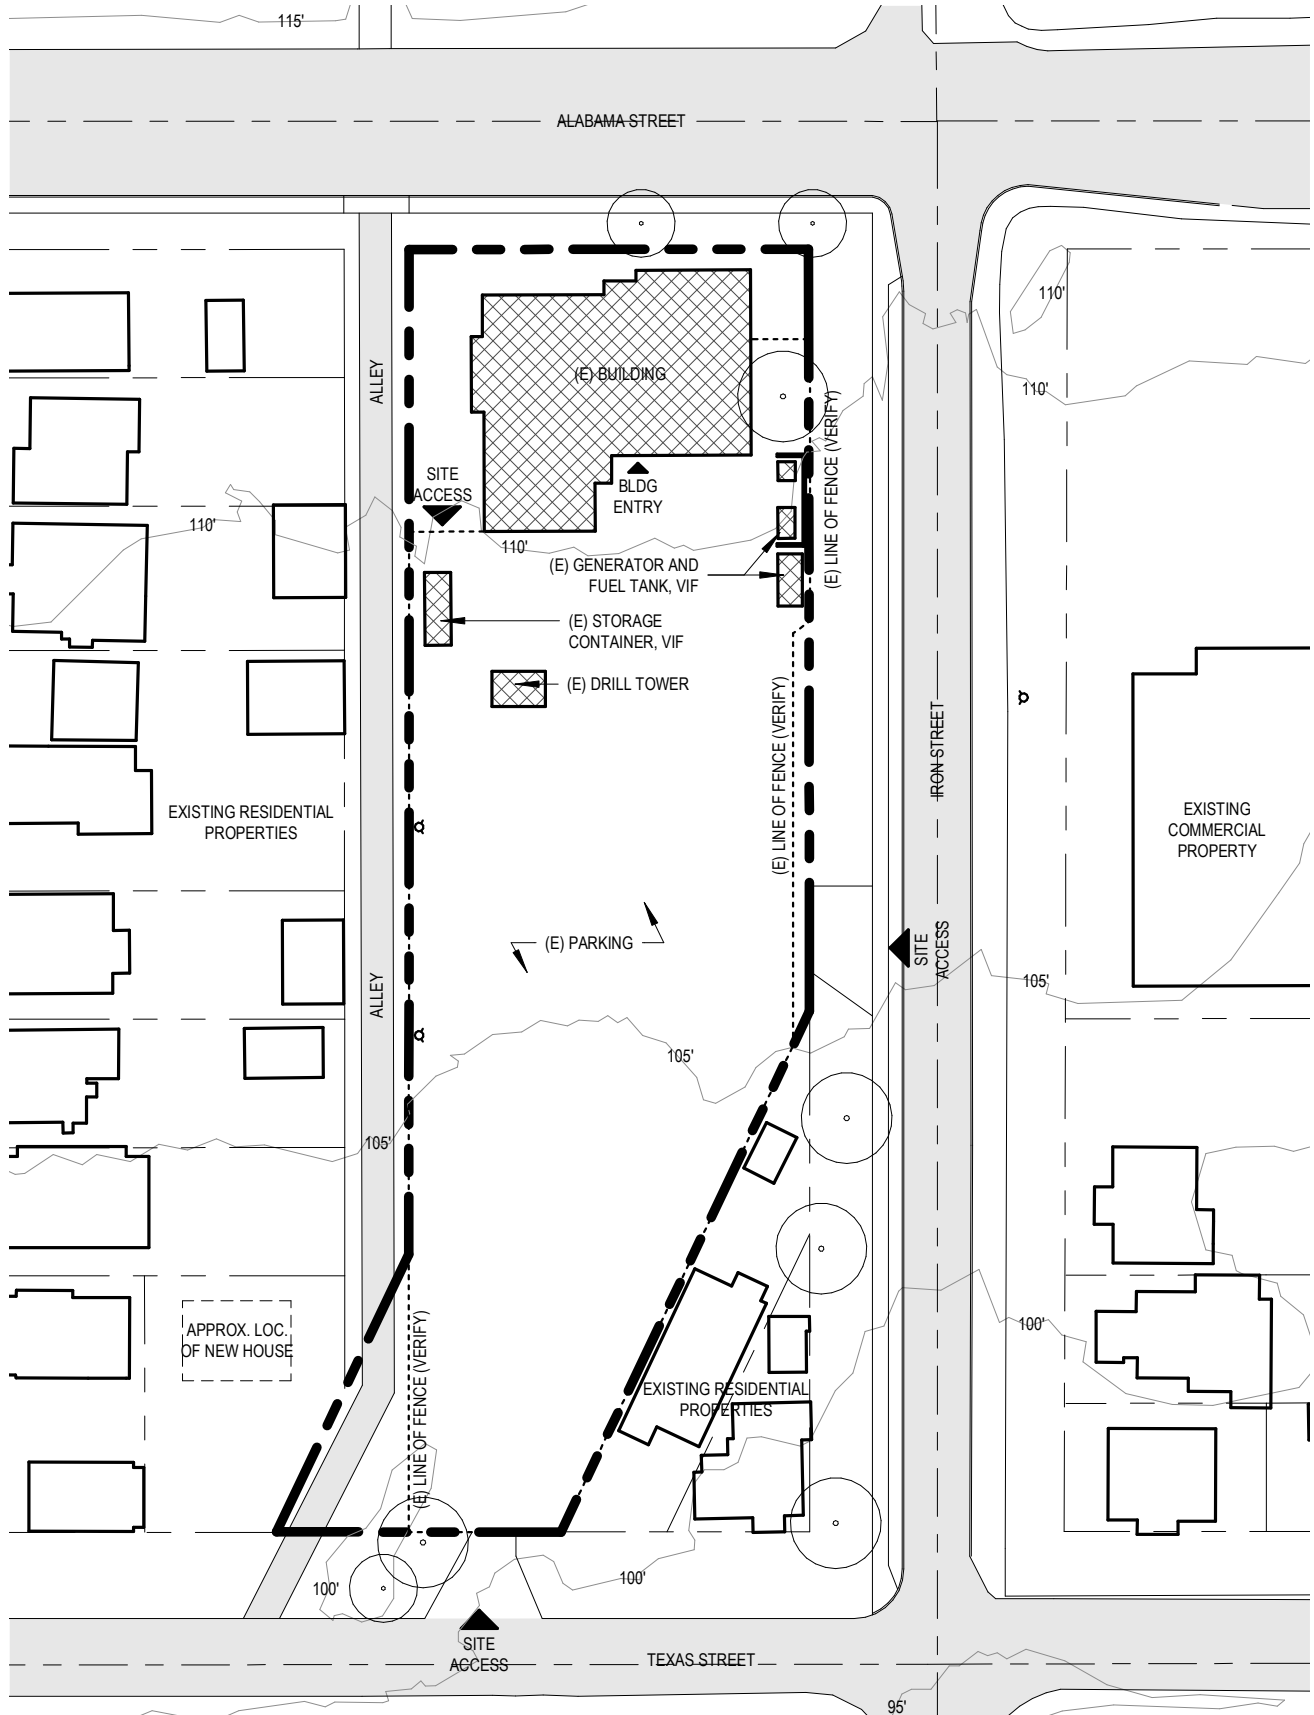 115'
ALABAMA STREET
110'
ALLEY
(E) BUILDING
110'
(E) LINE OF FENCE (VERIFY)
SITE
ACCESS
BLDG
ENTRY
110'
110'
(E) GENERATOR AND
FUEL TANK, VIF
(E) STORAGE
CONTAINER, VIF
(E) DRILL TOWER
(E) LINE OF FENCE (VERIFY)
IRON STREET
EXISTING RESIDENTIAL
PROPERTIES
EXISTING
COMMERCIAL
PROPERTY
(E) PARKING
SITE
ACCESS
ALLEY
105'
105'
105'
APPROX. LOC.
OF NEW HOUSE
(E) LINE OF FENCE (VERIFY)
100'
EXISTING RESIDENTIAL
PROPERTIES
100'
100'
SITE
ACCESS
TEXAS STREET
95'